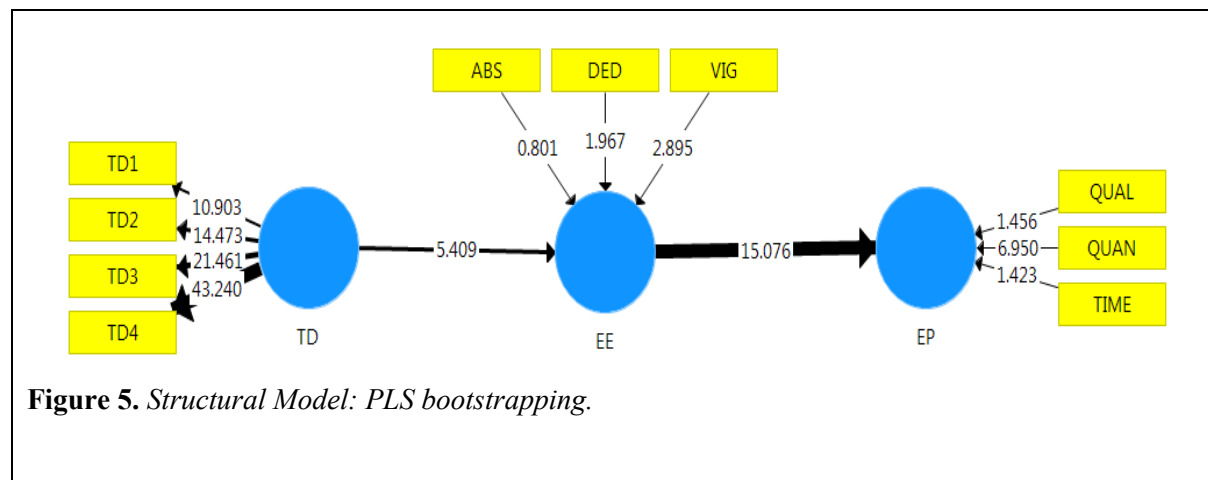 ABS DED VIG
0.801 1.967 2.895
TD1
TD2
TD3
TD4
10.903
14.473
21.461
43.240
TD
5.409
EE
15.076
EP
1.456
6.950
1.423
QUAL
QUAN
TIME
Figure 5. Structural Model: PLS bootstrapping.